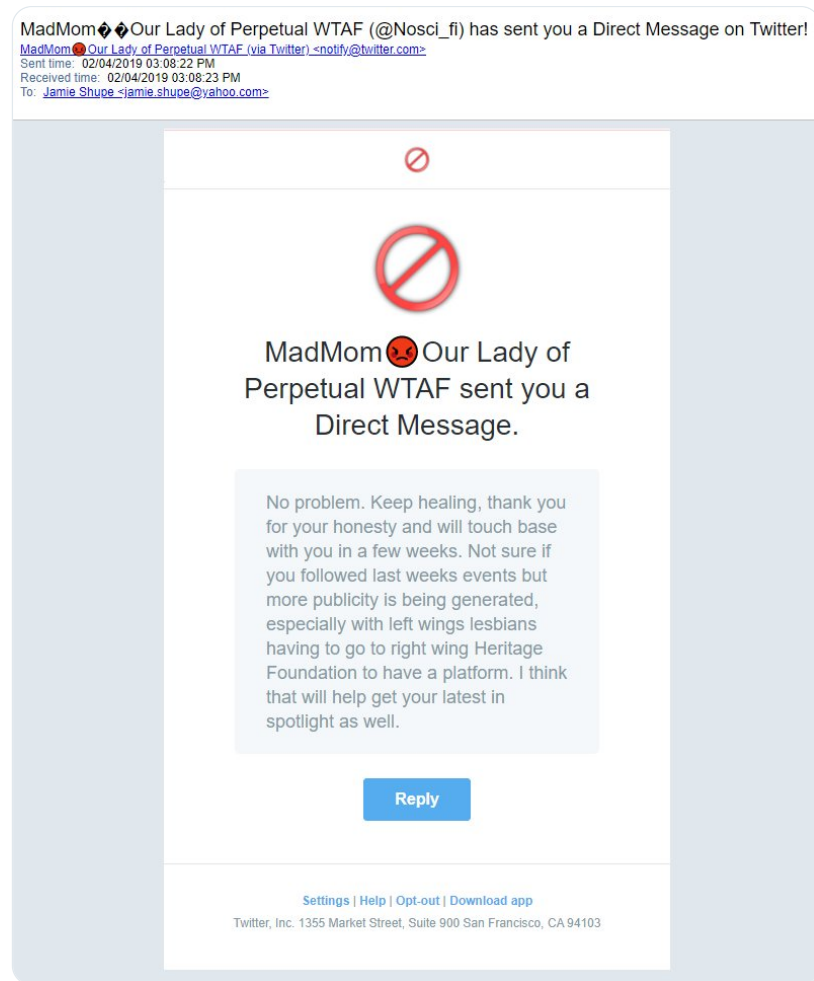 MadMom��Our Lady of Perpetual WTAF (@Nosci_fi) has sent you a Direct Message on Twitter!
MadMom😡Our Lady of Perpetual WTAF (via Twitter) <notify@twitter.com>
Sent time: 02/04/2019 03:08:22 PM
Received time: 02/04/2019 03:08:23 PM
To: Jamie Shupe <jamie.shupe@yahoo.com>
MadMom😡Our Lady of
Perpetual WTAF sent you a
Direct Message.
No problem. Keep healing, thank you
for your honesty and will touch base
with you in a few weeks. Not sure if
you followed last weeks events but
more publicity is being generated,
especially with left wings lesbians
having to go to right wing Heritage
Foundation to have a platform. I think
that will help get your latest in
spotlight as well.
Reply
Settings | Help | Opt-out | Download app
Twitter, Inc. 1355 Market Street, Suite 900 San Francisco, CA 94103